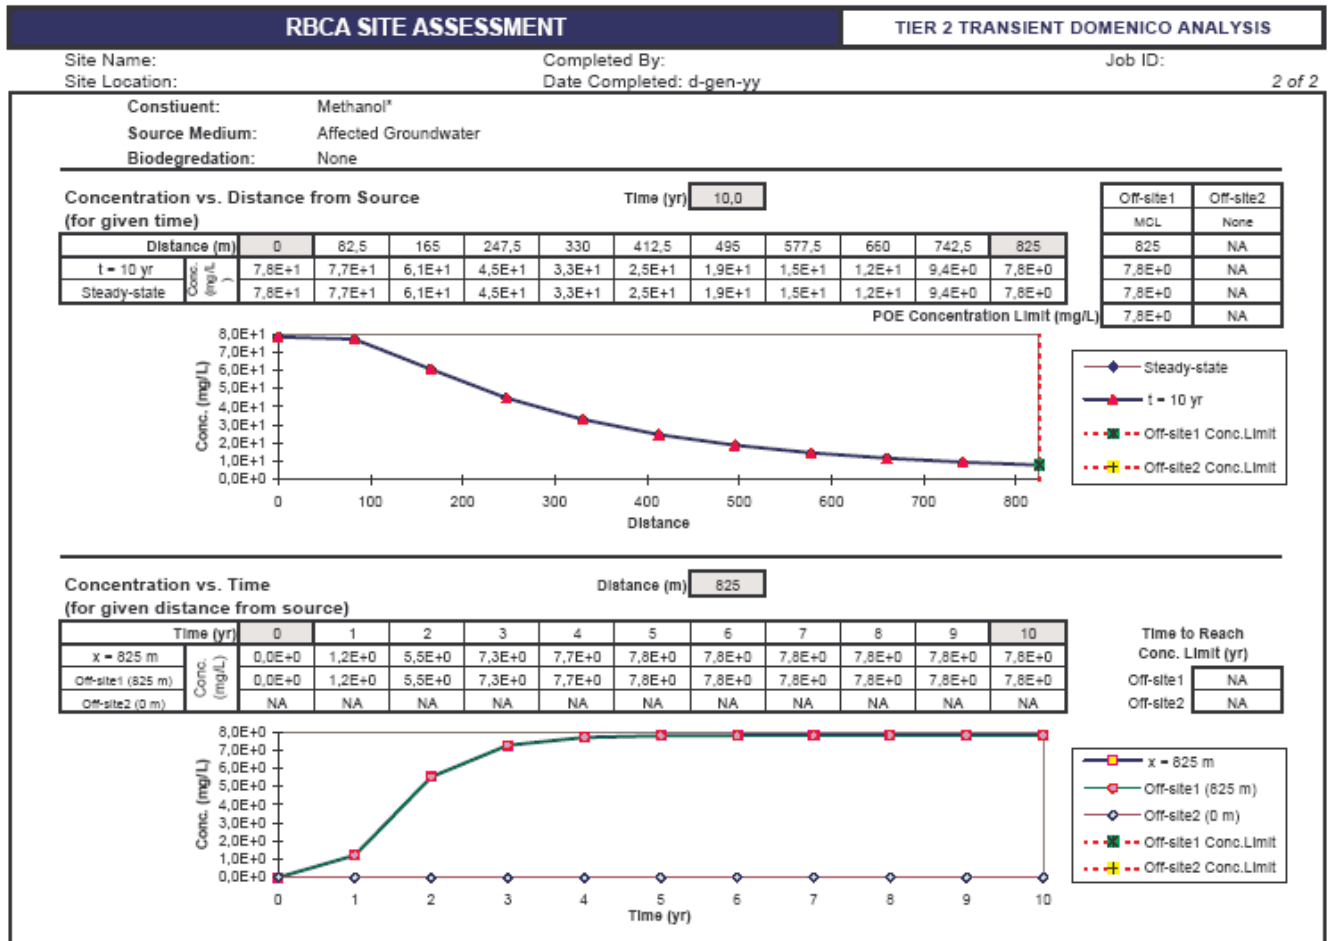 RBCA SITE ASSESSMENT TIER 2 TRANSIENT DOMENICO ANALYSIS
Site Name: Completed By: Job ID:
Site Location: Date Completed: d-gen-yy 2 of 2
Constiuent: Methanol*
Source Medium: Affected Groundwater
Biodegredation: None
Concentration vs. Distance from Source Time (yr) 10,0 Off-site1 Off-site2
(for given time) MCL None
Distance (m) 0 82,5 165 247,5 330 412,5 495 577,5 660 742,5 825 825 NA
t = 10 yr Conc. (mg/L) 7,8E+1 7,7E+1 6,1E+1 4,5E+1 3,3E+1 2,5E+1 1,9E+1 1,5E+1 1,2E+1 9,4E+0 7,8E+0 7,8E+0 NA
Steady-state 7,8E+1 7,7E+1 6,1E+1 4,5E+1 3,3E+1 2,5E+1 1,9E+1 1,5E+1 1,2E+1 9,4E+0 7,8E+0 7,8E+0 NA
POE Concentration Limit (mg/L) 7,8E+0 NA
Conc. (mg/L)
8,0E+1
7,0E+1
6,0E+1
5,0E+1
4,0E+1
3,0E+1
2,0E+1
1,0E+1
0,0E+0
0 100 200 300 400 500 600 700 800
Distance
Steady-state
t = 10 yr
Off-site1 Conc.Limit
Off-site2 Conc.Limit
Concentration vs. Time Distance (m) 825
(for given distance from source)
Time (yr) 0 1 2 3 4 5 6 7 8 9 10 Time to Reach
x = 825 m Conc. (mg/L) 0,0E+0 1,2E+0 5,5E+0 7,3E+0 7,7E+0 7,8E+0 7,8E+0 7,8E+0 7,8E+0 7,8E+0 7,8E+0 Conc. Limit (yr)
Off-site1 (825 m) 0,0E+0 1,2E+0 5,5E+0 7,3E+0 7,7E+0 7,8E+0 7,8E+0 7,8E+0 7,8E+0 7,8E+0 7,8E+0 Off-site1 NA
Off-site2 (0 m) NA NA NA NA NA NA NA NA NA NA NA Off-site2 NA
Conc. (mg/L)
8,0E+0
7,0E+0
6,0E+0
5,0E+0
4,0E+0
3,0E+0
2,0E+0
1,0E+0
0,0E+0
0 1 2 3 4 5 6 7 8 9 10
Time (yr)
x = 825 m
Off-site1 (825 m)
Off-site2 (0 m)
Off-site1 Conc.Limit
Off-site2 Conc.Limit